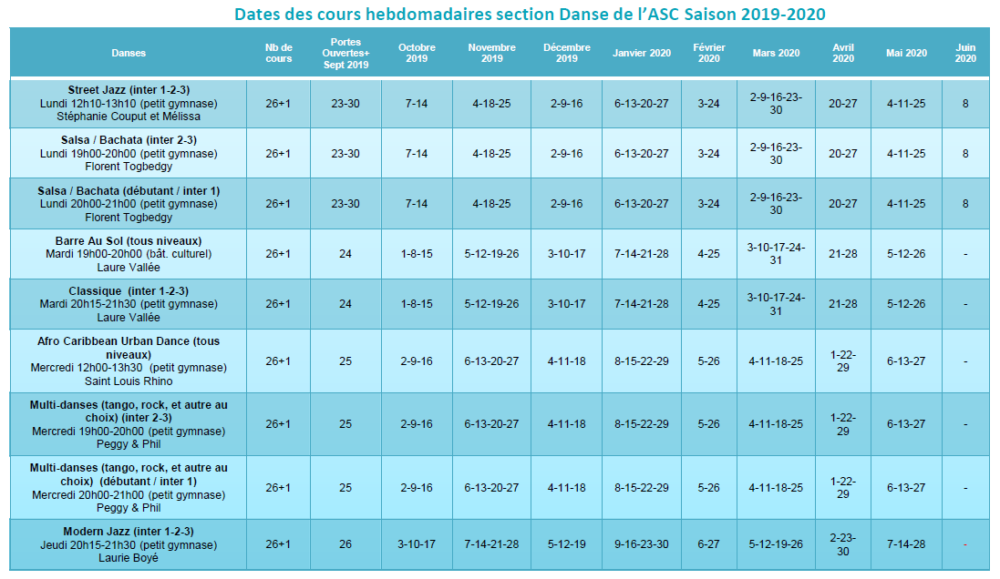 Dates des cours hebdomadaires section Danse de l’ASC Saison 2019-2020
Danses
Nb de
cours
Portes
Ouvertes+
Sept 2019
Octobre
2019
Novembre
2019
Décembre
2019
Janvier 2020
Février
2020
Mars 2020
Avril
2020
Mai 2020
Juin
2020
Street Jazz (inter 1-2-3)
Lundi 12h10-13h10 (petit gymnase)
Stéphanie Couput et Mélissa
26+1
23-30
7-14
4-18-25
2-9-16
6-13-20-27
3-24
2-9-16-23-
30
20-27
4-11-25
8
Salsa / Bachata (inter 2-3)
Lundi 19h00-20h00 (petit gymnase)
Florent Togbedgy
26+1
23-30
7-14
4-18-25
2-9-16
6-13-20-27
3-24
2-9-16-23-
30
20-27
4-11-25
8
Salsa / Bachata (débutant / inter 1)
Lundi 20h00-21h00 (petit gymnase)
Florent Togbedgy
26+1
23-30
7-14
4-18-25
2-9-16
6-13-20-27
3-24
2-9-16-23-
30
20-27
4-11-25
8
Barre Au Sol (tous niveaux)
Mardi 19h00-20h00 (bât. culturel)
Laure Vallée
26+1
24
1-8-15
5-12-19-26
3-10-17
7-14-21-28
4-25
3-10-17-24-
31
21-28
5-12-26
-
Classique (inter 1-2-3)
Mardi 20h15-21h30 (petit gymnase)
Laure Vallée
26+1
24
1-8-15
5-12-19-26
3-10-17
7-14-21-28
4-25
3-10-17-24-
31
21-28
5-12-26
-
Afro Caribbean Urban Dance (tous
niveaux)
Mercredi 12h00-13h30 (petit gymnase)
Saint Louis Rhino
26+1
25
2-9-16
6-13-20-27
4-11-18
8-15-22-29
5-26
4-11-18-25
1-22-
29
6-13-27
-
Multi-danses (tango, rock, et autre au
choix) (inter 2-3)
Mercredi 19h00-20h00 (petit gymnase)
Peggy & Phil
26+1
25
2-9-16
6-13-20-27
4-11-18
8-15-22-29
5-26
4-11-18-25
1-22-
29
6-13-27
-
Multi-danses (tango, rock, et autre au
choix) (débutant / inter 1)
Mercredi 20h00-21h00 (petit gymnase)
Peggy & Phil
26+1
25
2-9-16
6-13-20-27
4-11-18
8-15-22-29
5-26
4-11-18-25
1-22-
29
6-13-27
-
Modern Jazz (inter 1-2-3)
Jeudi 20h15-21h30 (petit gymnase)
Laurie Boyé
26+1
26
3-10-17
7-14-21-28
5-12-19
9-16-23-30
6-27
5-12-19-26
2-23-
30
7-14-28
-